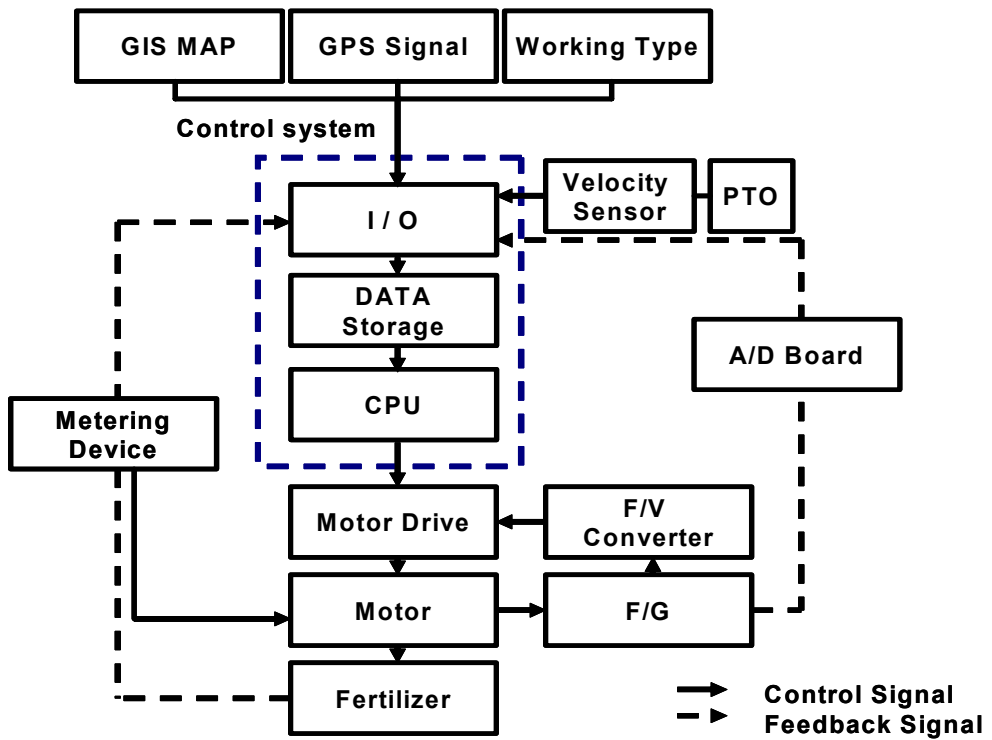 GIS MAP
GPS Signal
Working Type
Control system
Velocity
Sensor
PTO
I / O
DATA
Storage
A/D Board
CPU
Metering
Device
Motor Drive
F/V
Converter
Motor
F/G
Fertilizer
Control Signal
Feedback Signal